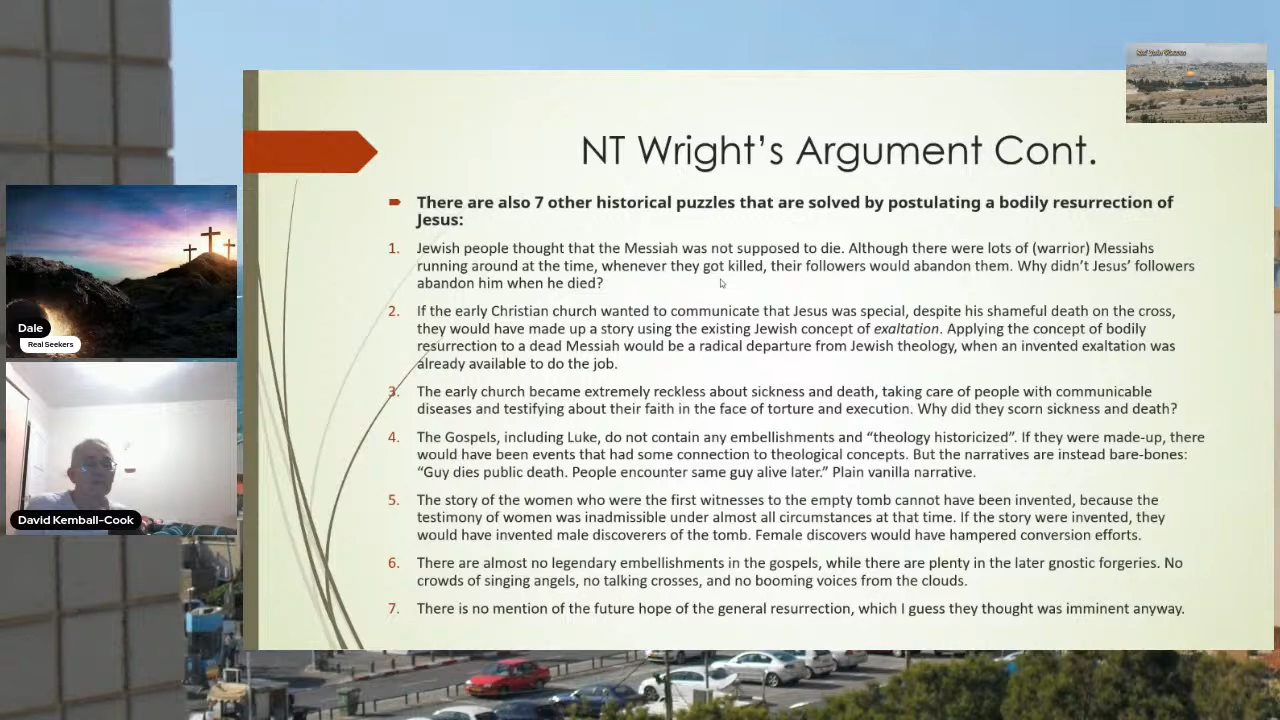 NT Wright's Argument Cont.
There are also 7 other historical puzzles that are solved by postulating a bodily resurrection of
Jesus:
1. Jewish people thought that the Messiah was not supposed to die. Although there were lots of (warrior) Messiahs
running around at the time, whenever they got killed, their followers would abandon them. Why didn't Jesus' followers
abandon him when he died?
2. If the early Christian church wanted to communicate that Jesus was special, despite his shameful death on the cross,
they would have made up a story using the existing Jewish concept of exaltation. Applying the concept of bodily
resurrection to a dead Messiah would be a radical departure from Jewish theology, when an invented exaltation was
already available to do the job.
3. The early church became extremely reckless about sickness and death, taking care of people with communicable
diseases and testifying about their faith in the face of torture and execution. Why did they scorn sickness and death?
4. The Gospels, including Luke, do not contain any embellishments and “theology historicized”. If they were made-up, there
would have been events that had some connection to theological concepts. But the narratives are instead bare-bones:
“Guy dies public death. People encounter same guy alive later.” Plain vanilla narrative.
5. The story of the women who were the first witnesses to the empty tomb cannot have been invented, because the
testimony of women was inadmissible under almost all circumstances at that time. If the story were invented, they
would have invented male discoverers of the tomb. Female discovers would have hampered conversion efforts.
6. There are almost no legendary embellishments in the gospels, while there are plenty in the later gnostic forgeries. No
crowds of singing angels, no talking crosses, and no booming voices from the clouds.
7. There is no mention of the future hope of the general resurrection, which I guess they thought was imminent anyway.
Dale
Real Seekers
David Kemball-Cook